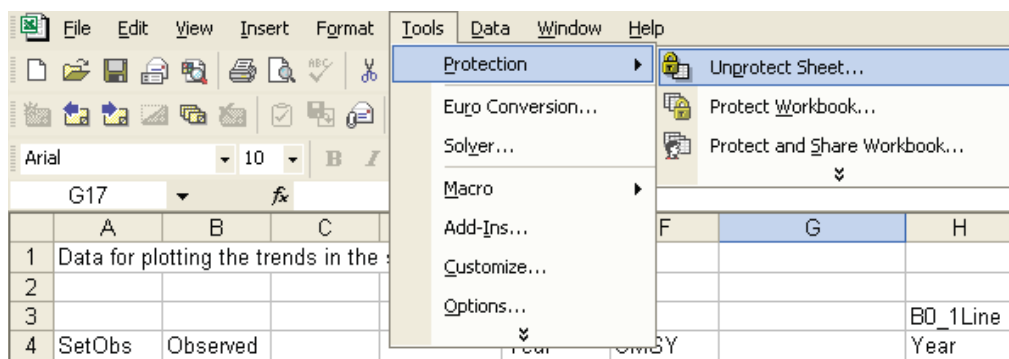 File Edit View Insert Format Tools Data Window Help
Protection
Unprotect Sheet...
Euro Conversion...
Protect Workbook...
Solver...
Protect and Share Workbook...
Arial 10 B I
Macro
G17 fx
Add-Ins...
A B C F G H
1 Data for plotting the trends in the
Customize...
2
Options...
3 B0_1Line
4 SetObs Observed Year